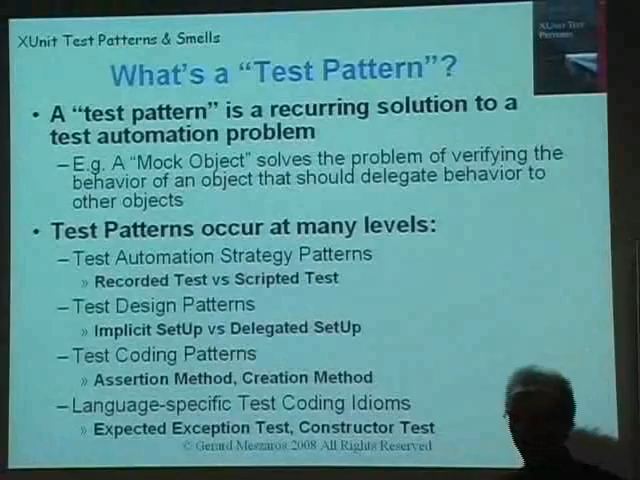 XUnit Test Patterns & Smells
XUnit Test
Patterns
What's a “Test Pattern”?
• A “test pattern” is a recurring solution to a
test automation problem
– E.g. A “Mock Object” solves the problem of verifying the
behavior of an object that should delegate behavior to
other objects
• Test Patterns occur at many levels:
– Test Automation Strategy Patterns
» Recorded Test vs Scripted Test
– Test Design Patterns
» Implicit SetUp vs Delegated SetUp
– Test Coding Patterns
» Assertion Method, Creation Method
– Language-specific Test Coding Idioms
» Expected Exception Test, Constructor Test
© Gerard Meszaros 2008 All Rights Reserved